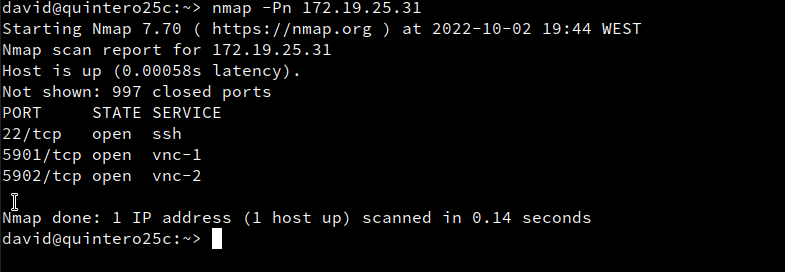 david@quintero25c:~> nmap -Pn 172.19.25.31
Starting Nmap 7.70 ( https://nmap.org ) at 2022-10-02 19:44 WEST
Nmap scan report for 172.19.25.31
Host is up (0.00058s latency).
Not shown: 997 closed ports
PORT     STATE SERVICE
22/tcp   open  ssh
5901/tcp open  vnc-1
5902/tcp open  vnc-2
Nmap done: 1 IP address (1 host up) scanned in 0.14 seconds
david@quintero25c:~>